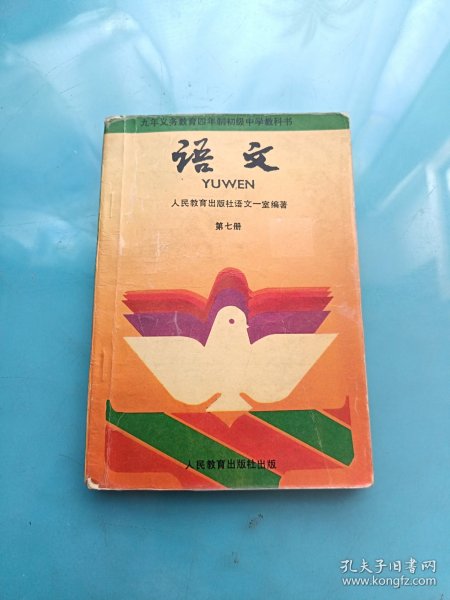 九年义务教育四年制初级中学教科书
语文
YUWEN
人民教育出版社语文一室编著
第七册
人民教育出版社出版
孔夫子旧书网
www.kongfz.com